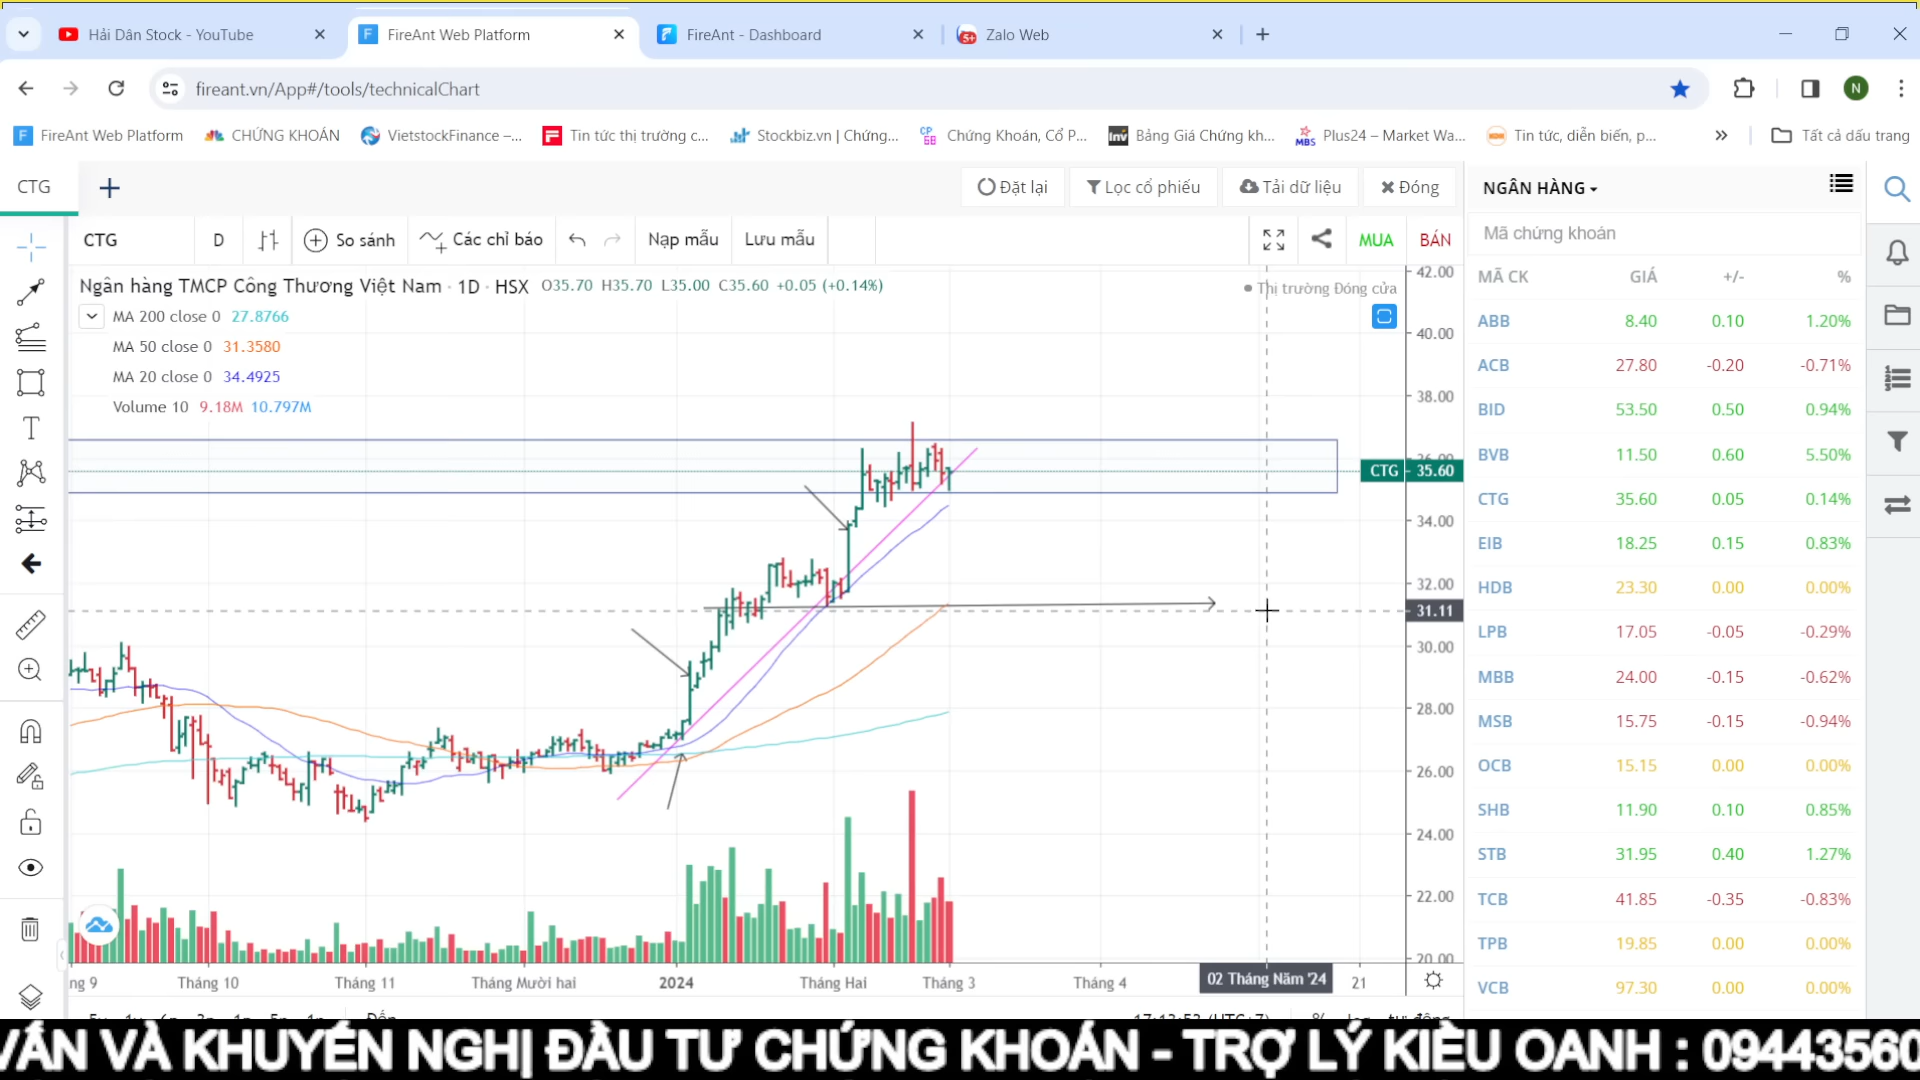 Hải Dân Stock - YouTube
FireAnt Web Platform
FireAnt - Dashboard
5+
Zalo Web
fireant.vn/App#/tools/technicalChart
N
FireAnt Web Platform
CHỨNG KHOÁN
VietstockFinance –...
Tin tức thị trường c...
Stockbiz.vn | Chứng...
Chứng Khoán, Cổ P...
Bảng Giá Chứng kh...
Plus24 – Market Wa...
Tin tức, diễn biến, p...
Tất cả dấu trang
CTG
Đặt lại
Lọc cổ phiếu
Tải dữ liệu
Đóng
NGÂN HÀNG
CTG
D
So sánh
Các chỉ báo
Nạp mẫu
Lưu mẫu
MUA
BÁN
Mã chứng khoán
Ngân hàng TMCP Công Thương Việt Nam · 1D · HSX O35.70 H35.70 L35.00 C35.60 +0.05 (+0.14%)
Thị trường Đóng cửa
MA 200 close 0 27.8766
MA 50 close 0 31.3580
MA 20 close 0 34.4925
Volume 10 9.18M 10.797M
42.00
40.00
38.00
36.00
CTG 35.60
34.00
32.00
31.11
30.00
28.00
26.00
24.00
22.00
20.00
ng 9
Tháng 10
Tháng 11
Tháng Mười hai
2024
Tháng Hai
Tháng 3
Tháng 4
02 Tháng Năm '24
21
MÃ CK GIÁ +/- %
ABB 8.40 0.10 1.20%
ACB 27.80 -0.20 -0.71%
BID 53.50 0.50 0.94%
BVB 11.50 0.60 5.50%
CTG 35.60 0.05 0.14%
EIB 18.25 0.15 0.83%
HDB 23.30 0.00 0.00%
LPB 17.05 -0.05 -0.29%
MBB 24.00 -0.15 -0.62%
MSB 15.75 -0.15 -0.94%
OCB 15.15 0.00 0.00%
SHB 11.90 0.10 0.85%
STB 31.95 0.40 1.27%
TCB 41.85 -0.35 -0.83%
TPB 19.85 0.00 0.00%
VCB 97.30 0.00 0.00%
VẤN VÀ KHUYẾN NGHỊ ĐẦU TƯ CHỨNG KHOÁN - TRỢ LÝ KIỀU OANH : 09443560